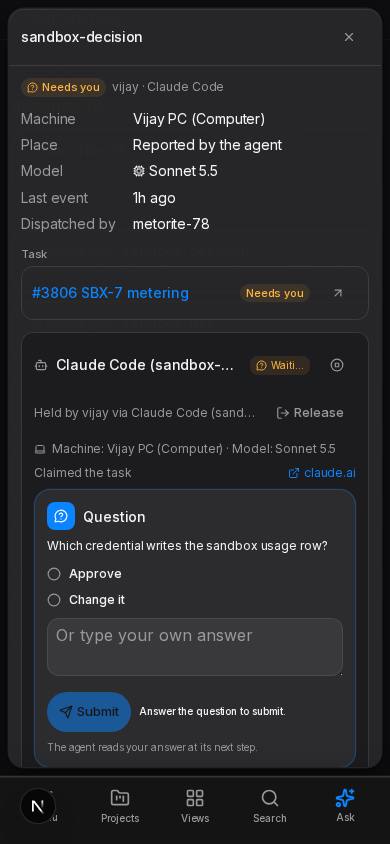 sandbox-decision
Needs you vijay · Claude Code
Machine Vijay PC (Computer)
Place Reported by the agent
Model Sonnet 5.5
Last event 1h ago
Dispatched by metorite-78
Task
#3806 SBX-7 metering Needs you
Claude Code (sandbox-... Waiti...
Held by vijay via Claude Code (sand... Release
Machine: Vijay PC (Computer) · Model: Sonnet 5.5
Claimed the task claude.ai
Question
Which credential writes the sandbox usage row?
Approve
Change it
Or type your own answer
Submit Answer the question to submit.
The agent reads your answer at its next step.
N Projects Views Search Ask